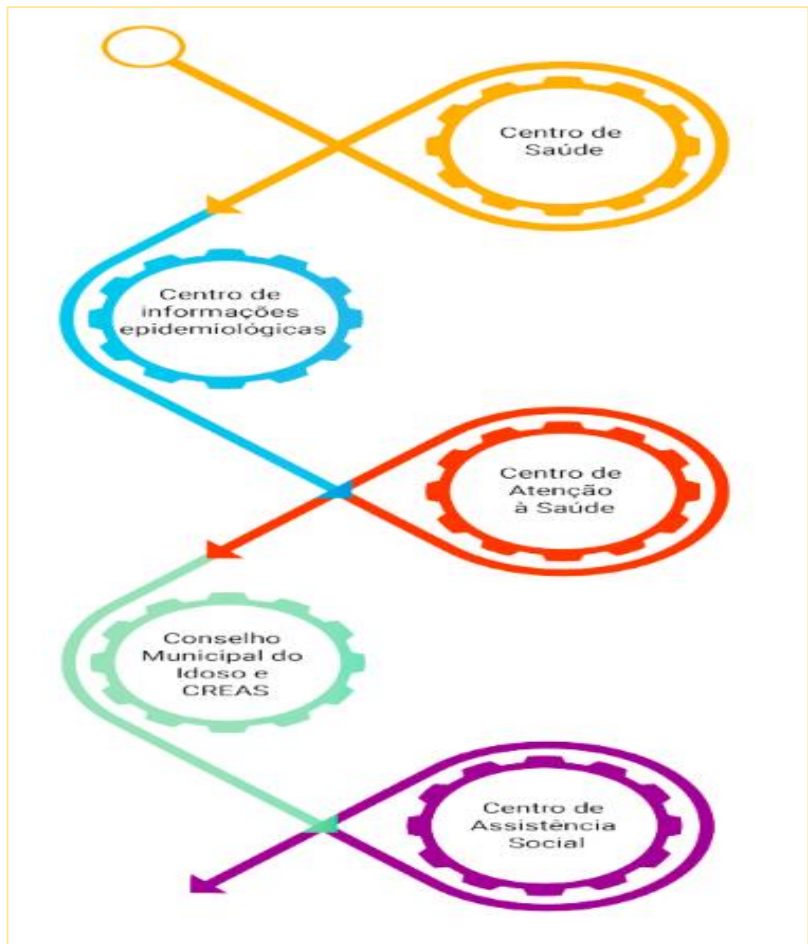 Centro de
Saúde
Centro de
informações
epidemiológicas
Centro de
Atenção
à Saúde
Conselho
Municipal do
Idoso e
CREAS
Centro de
Assistência
Social